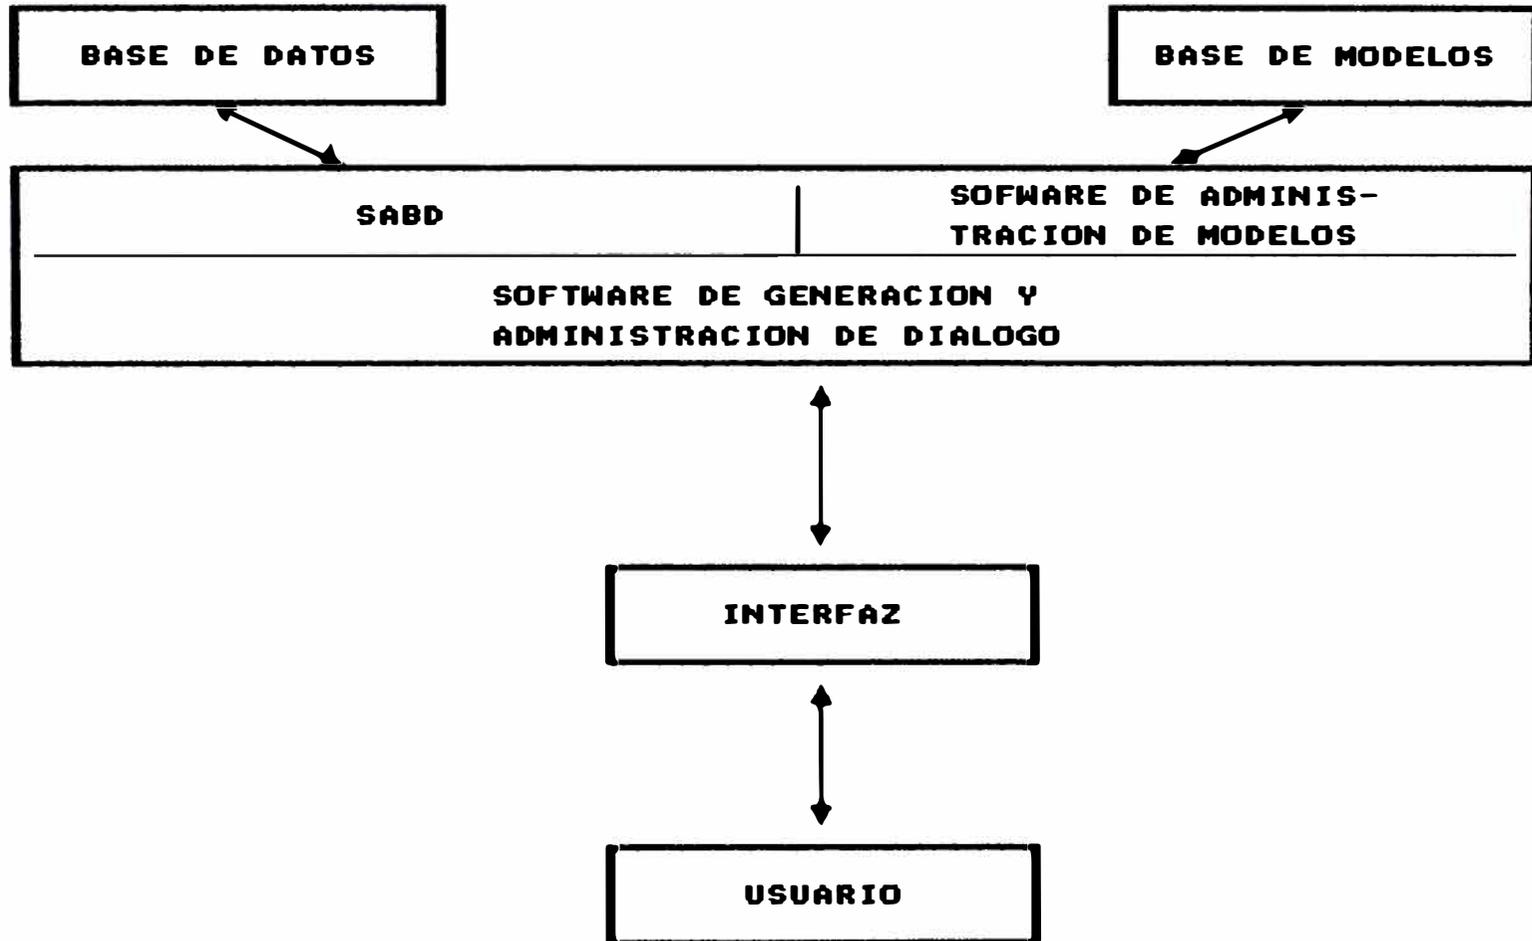 BASE DE DATOS
BASE DE MODELOS
SABD
SOFWARE DE ADMINIS-
TRACION DE MODELOS
SOFTWARE DE GENERACION Y
ADMINISTRACION DE DIALOGO
INTERFAZ
USUARIO